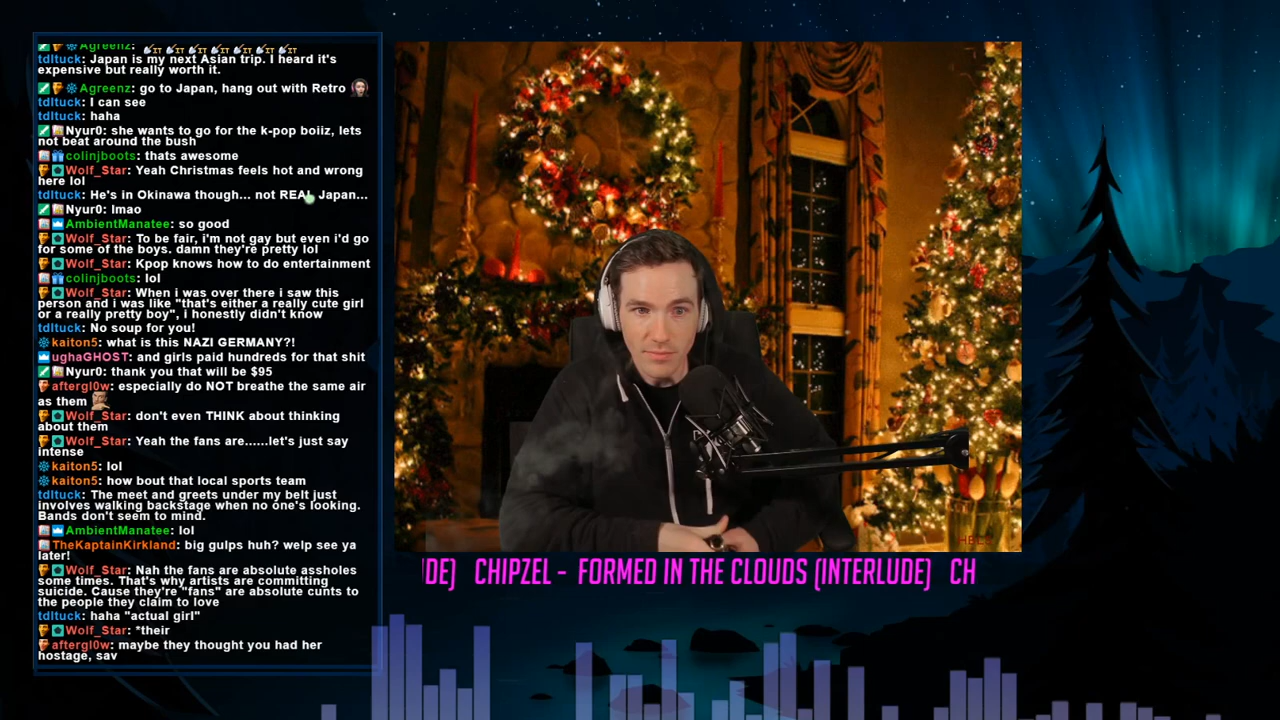 Agreenz:
tdltuck: Japan is my next Asian trip. I heard it's
expensive but really worth it.
Agreenz: go to Japan, hang out with Retro
tdltuck: I can see
tdltuck: haha
Nyur0: she wants to go for the k-pop boiiz, lets
not beat around the bush
colinjboots: thats awesome
Wolf_Star: Yeah Christmas feels hot and wrong
here lol
tdltuck: He's in Okinawa though... not REAL Japan...
Nyur0: lmao
AmbientManatee: so good
Wolf_Star: To be fair, i'm not gay but even i'd go
for some of the boys. damn they're pretty lol
Wolf_Star: Kpop knows how to do entertainment
colinjboots: lol
Wolf_Star: When i was over there i saw this
person and i was like "that's either a really cute girl
or a really pretty boy", i honestly didn't know
tdltuck: No soup for you!
kaiton5: what is this NAZI GERMANY?!
ughaGHOST: and girls paid hundreds for that shit
Nyur0: thank you that will be $95
aftergl0w: especially do NOT breathe the same air
as them
Wolf_Star: don't even THINK about thinking
about them
Wolf_Star: Yeah the fans are......let's just say
intense
kaiton5: lol
kaiton5: how bout that local sports team
tdltuck: The meet and greets under my belt just
involves walking backstage when no one's looking.
Bands don't seem to mind.
AmbientManatee: lol
TheKaptainKirkland: big gulps huh? welp see ya
later!
Wolf_Star: Nah the fans are absolute assholes
some times. That's why artists are committing
suicide. Cause they're "fans" are absolute cunts to
the people they claim to love
tdltuck: haha "actual girl"
Wolf_Star: *their
aftergl0w: maybe they thought you had her
hostage, sav
UDE) CHIPZEL - FORMED IN THE CLOUDS (INTERLUDE) CH